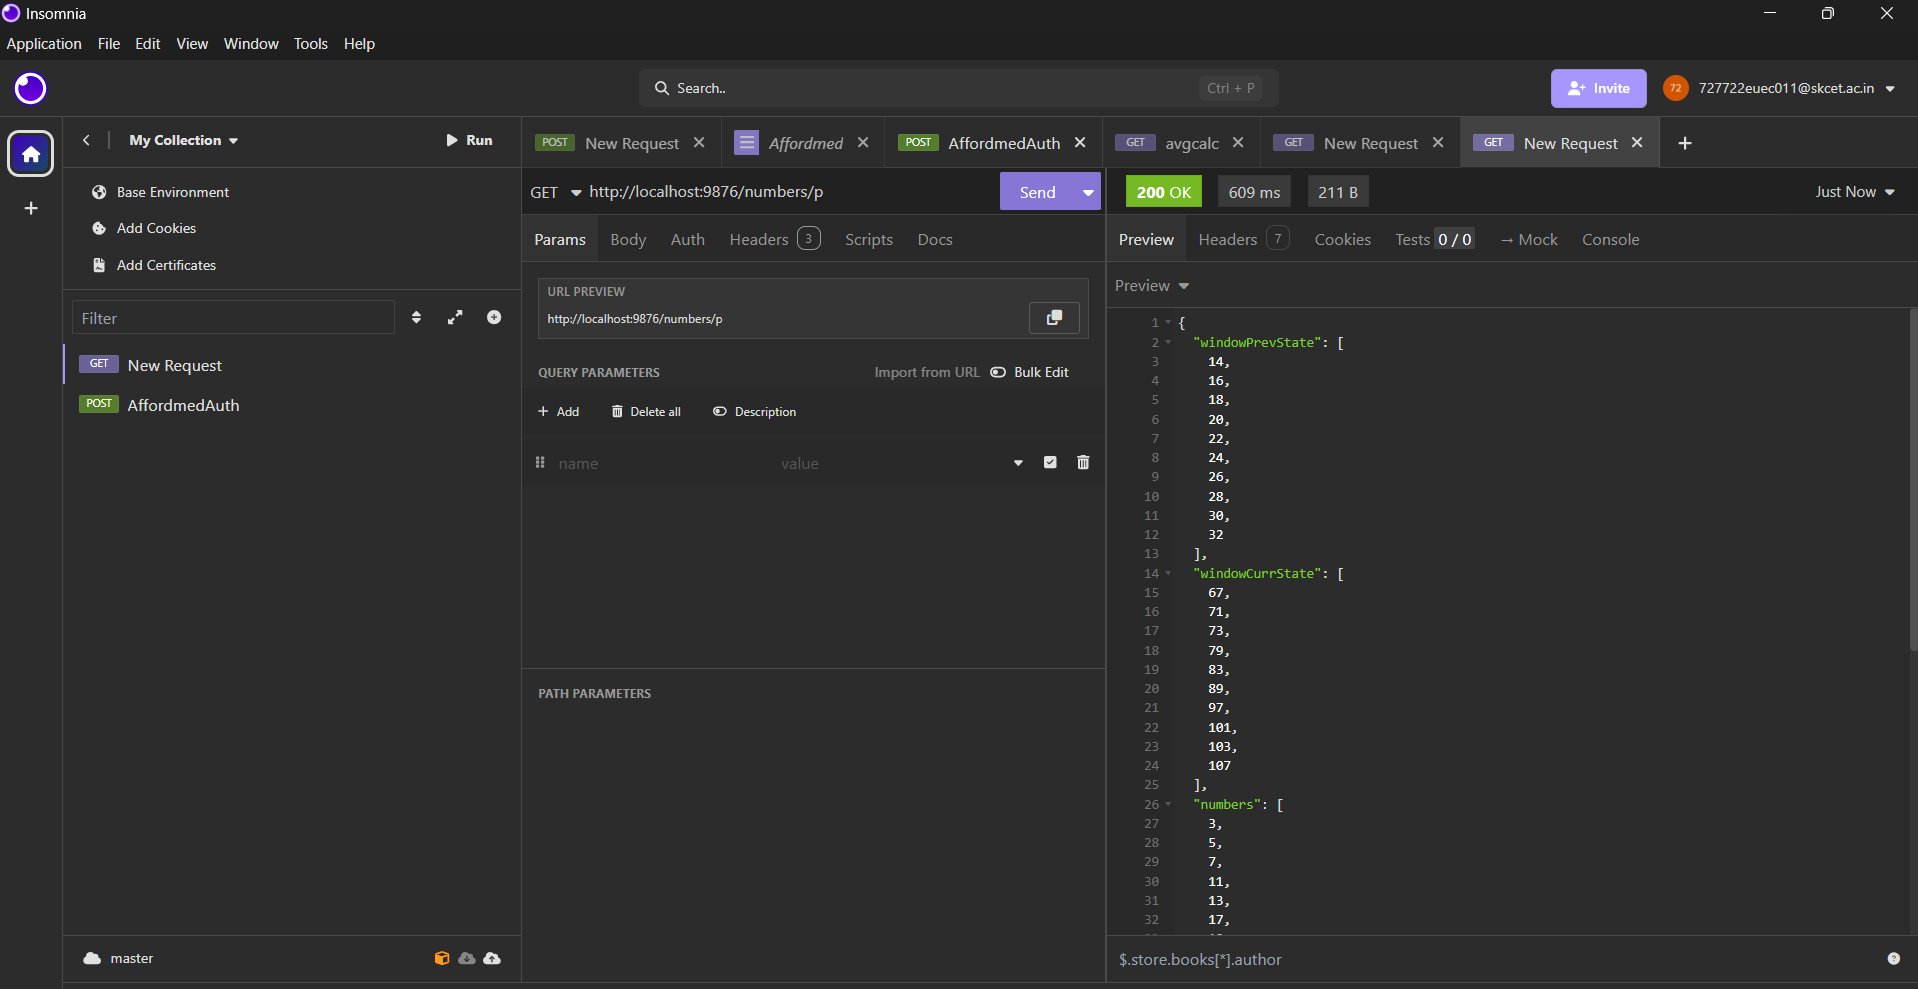 Insomnia
Application File Edit View Window Tools Help
Search.. Ctrl + P
Invite
72 727722euec011@skcet.ac.in
My Collection
Run
POST New Request
Affordmed
POST AffordmedAuth
GET avgcalc
GET New Request
GET New Request
Base Environment
Add Cookies
Add Certificates
Filter
GET New Request
POST AffordmedAuth
master
GET http://localhost:9876/numbers/p
Send
Params Body Auth Headers 3 Scripts Docs
URL PREVIEW
http://localhost:9876/numbers/p
QUERY PARAMETERS Import from URL Bulk Edit
Add Delete all Description
name value
PATH PARAMETERS
200 OK 609 ms 211 B Just Now
Preview Headers 7 Cookies Tests 0 / 0 → Mock Console
Preview
1 {
2 "windowPrevState": [
3 14,
4 16,
5 18,
6 20,
7 22,
8 24,
9 26,
10 28,
11 30,
12 32
13 ],
14 "windowCurrState": [
15 67,
16 71,
17 73,
18 79,
19 83,
20 89,
21 97,
22 101,
23 103,
24 107
25 ],
26 "numbers": [
27 3,
28 5,
29 7,
30 11,
31 13,
32 17,
$.store.books[*].author